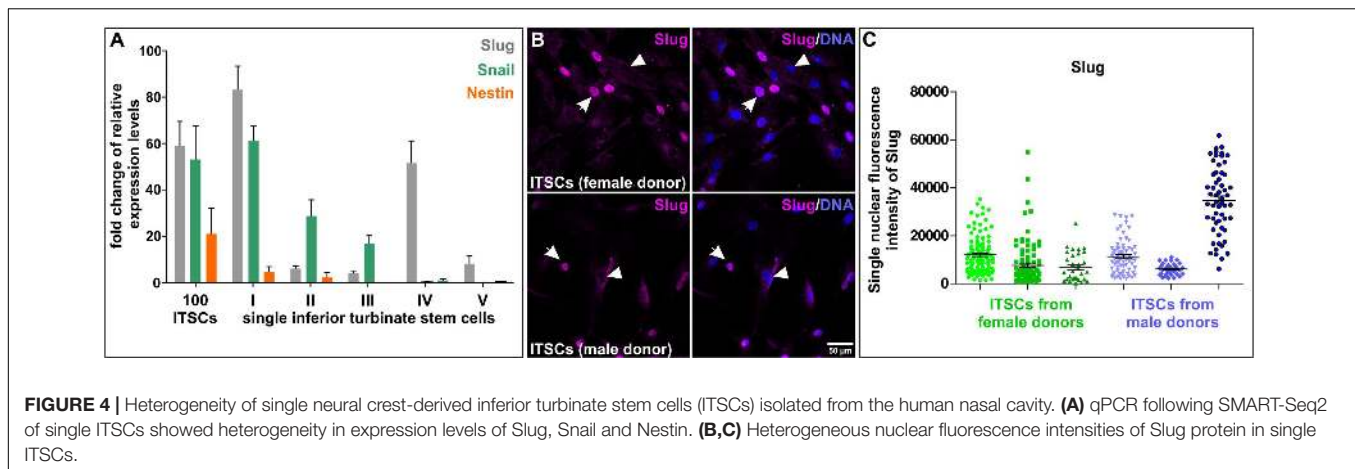 A
Slug
Snail
Nestin
fold change of relative
expression levels
100
80
60
40
20
0
100
ITSCs
I II III IV V
single inferior turbinate stem cells
B
Slug
Slug/DNA
ITSCs (female donor)
Slug
Slug/DNA
ITSCs (male donor)
50 µm
C
Slug
Single nuclear fluorescence
intensity of Slug
80000
60000
40000
20000
0
ITSCs from
female donors
ITSCs from
male donors
FIGURE 4 | Heterogeneity of single neural crest-derived inferior turbinate stem cells (ITSCs) isolated from the human nasal cavity. (A) qPCR following SMART-Seq2
of single ITSCs showed heterogeneity in expression levels of Slug, Snail and Nestin. (B,C) Heterogeneous nuclear fluorescence intensities of Slug protein in single
ITSCs.